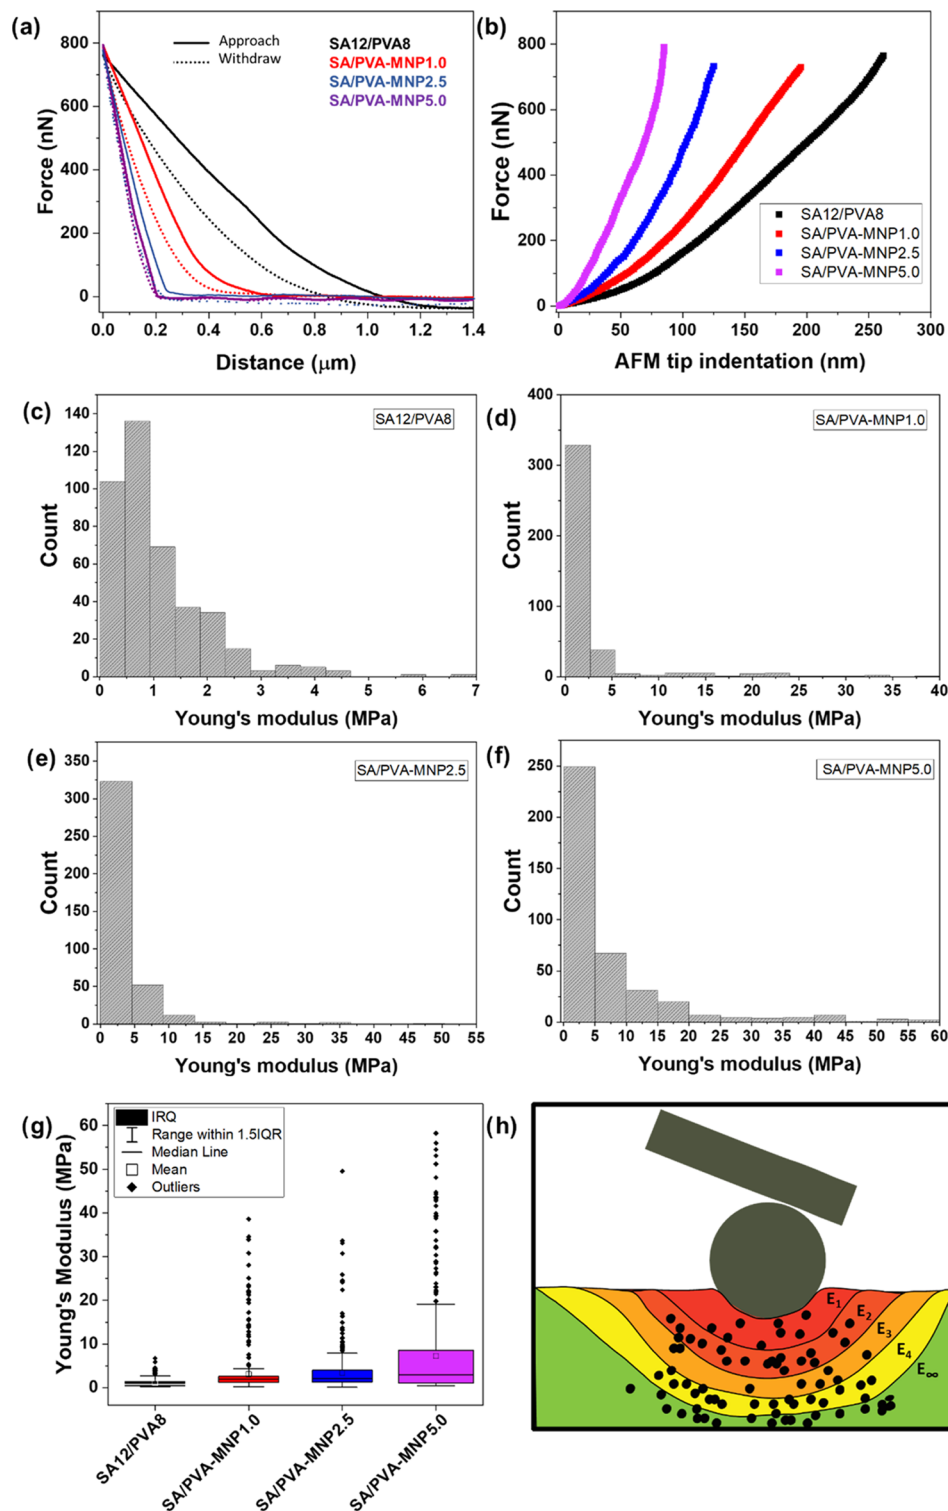 (a)
Force (nN)
800
600
400
200
0
Approach
Withdraw
SA12/PVA8
SA/PVA-MNP1.0
SA/PVA-MNP2.5
SA/PVA-MNP5.0
0.0 0.2 0.4 0.6 0.8 1.0 1.2 1.4
Distance (μm)
(b)
Force (nN)
800
600
400
200
0
SA12/PVA8
SA/PVA-MNP1.0
SA/PVA-MNP2.5
SA/PVA-MNP5.0
0 50 100 150 200 250 300
AFM tip indentation (nm)
(c)
Count
140
120
100
80
60
40
20
0
SA12/PVA8
0 1 2 3 4 5 6 7
Young's modulus (MPa)
(d)
Count
400
300
200
100
0
SA/PVA-MNP1.0
0 5 10 15 20 25 30 35 40
Young's modulus (MPa)
(e)
Count
350
300
250
200
150
100
50
0
SA/PVA-MNP2.5
0 5 10 15 20 25 30 35 40 45 50 55
Young's modulus (MPa)
(f)
Count
250
200
150
100
50
0
SA/PVA-MNP5.0
0 5 10 15 20 25 30 35 40 45 50 55 60
Young's modulus (MPa)
(g)
Young's Modulus (MPa)
60
50
40
30
20
10
0
IRQ
Range within 1.5IQR
Median Line
Mean
Outliers
SA12/PVA8
SA/PVA-MNP1.0
SA/PVA-MNP2.5
SA/PVA-MNP5.0
(h)
E1
E2
E3
E4
E∞